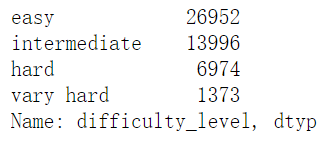 easy 26952
intermediate 13996
hard 6974
vary hard 1373
Name: difficulty_level, dtyp